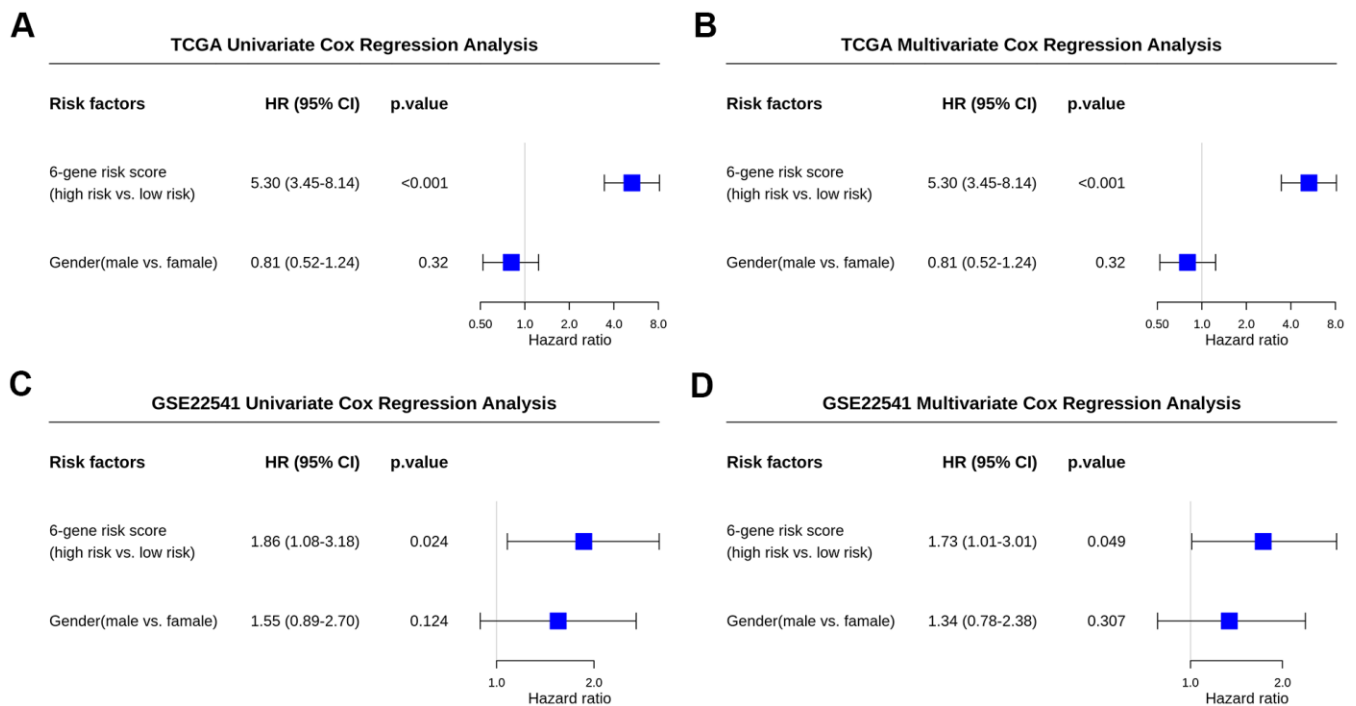 A
TCGA Univariate Cox Regression Analysis
Risk factors HR (95% CI) p.value
6-gene risk score
(high risk vs. low risk) 5.30 (3.45-8.14) <0.001
Gender(male vs. famale) 0.81 (0.52-1.24) 0.32
0.50 1.0 2.0 4.0 8.0
Hazard ratio
B
TCGA Multivariate Cox Regression Analysis
Risk factors HR (95% CI) p.value
6-gene risk score
(high risk vs. low risk) 5.30 (3.45-8.14) <0.001
Gender(male vs. famale) 0.81 (0.52-1.24) 0.32
0.50 1.0 2.0 4.0 8.0
Hazard ratio
C
GSE22541 Univariate Cox Regression Analysis
Risk factors HR (95% CI) p.value
6-gene risk score
(high risk vs. low risk) 1.86 (1.08-3.18) 0.024
Gender(male vs. famale) 1.55 (0.89-2.70) 0.124
1.0 2.0
Hazard ratio
D
GSE22541 Multivariate Cox Regression Analysis
Risk factors HR (95% CI) p.value
6-gene risk score
(high risk vs. low risk) 1.73 (1.01-3.01) 0.049
Gender(male vs. famale) 1.34 (0.78-2.38) 0.307
1.0 2.0
Hazard ratio